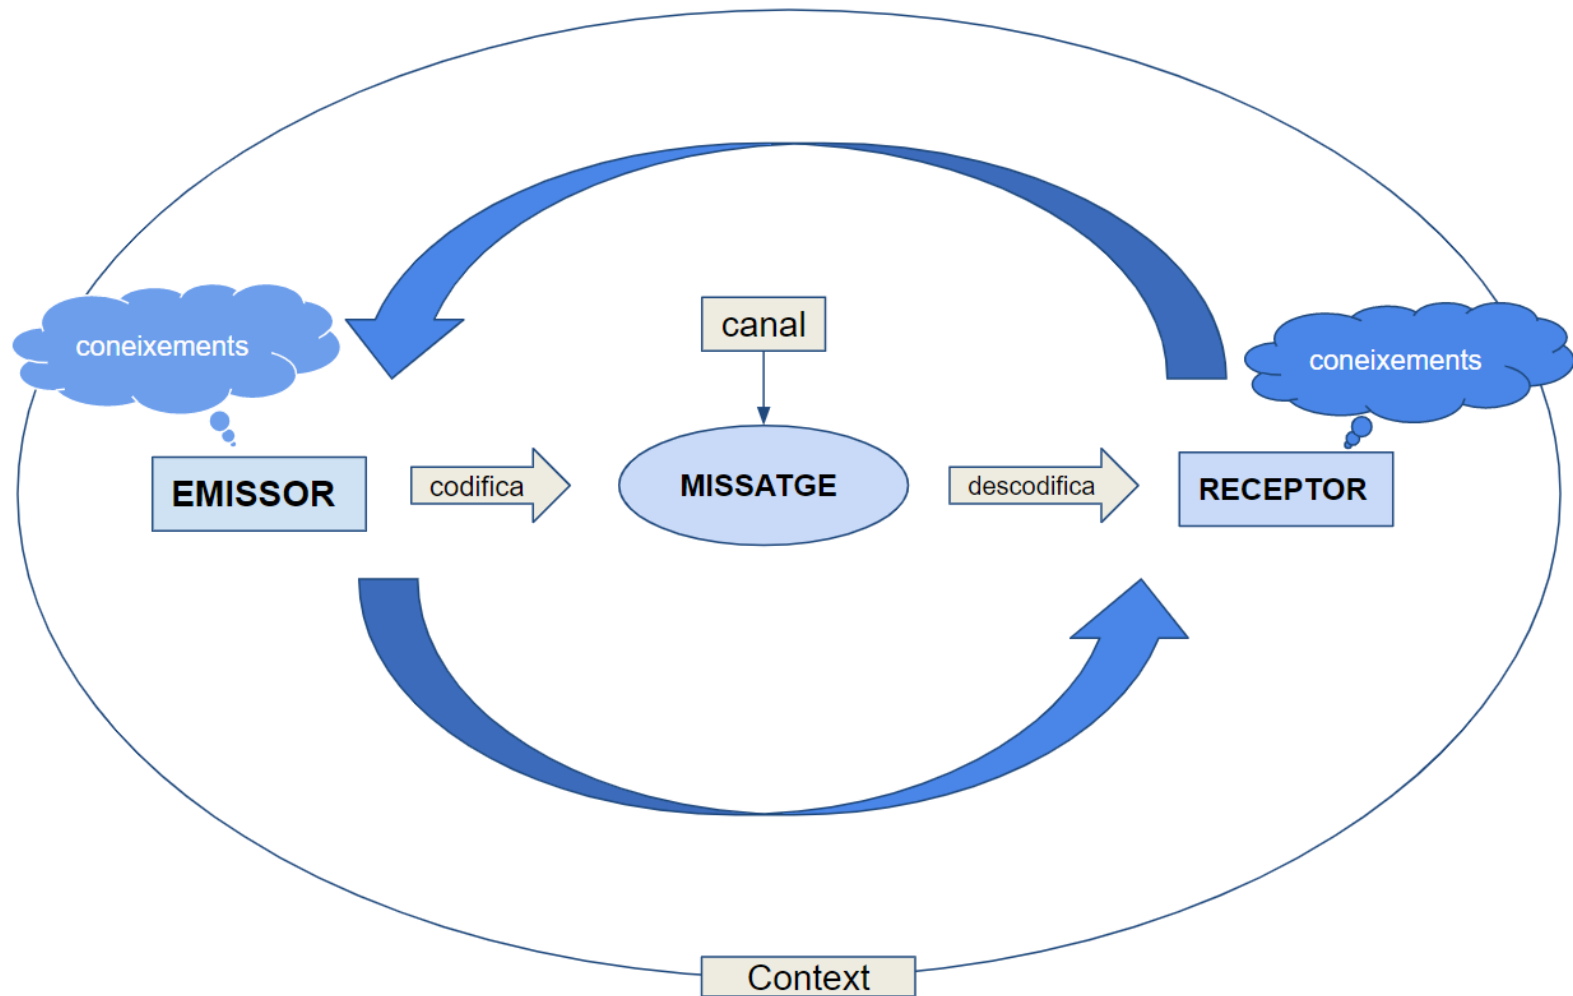 coneixements
canal
coneixements
EMISSOR
codifica
MISSATGE
descodifica
RECEPTOR
Context